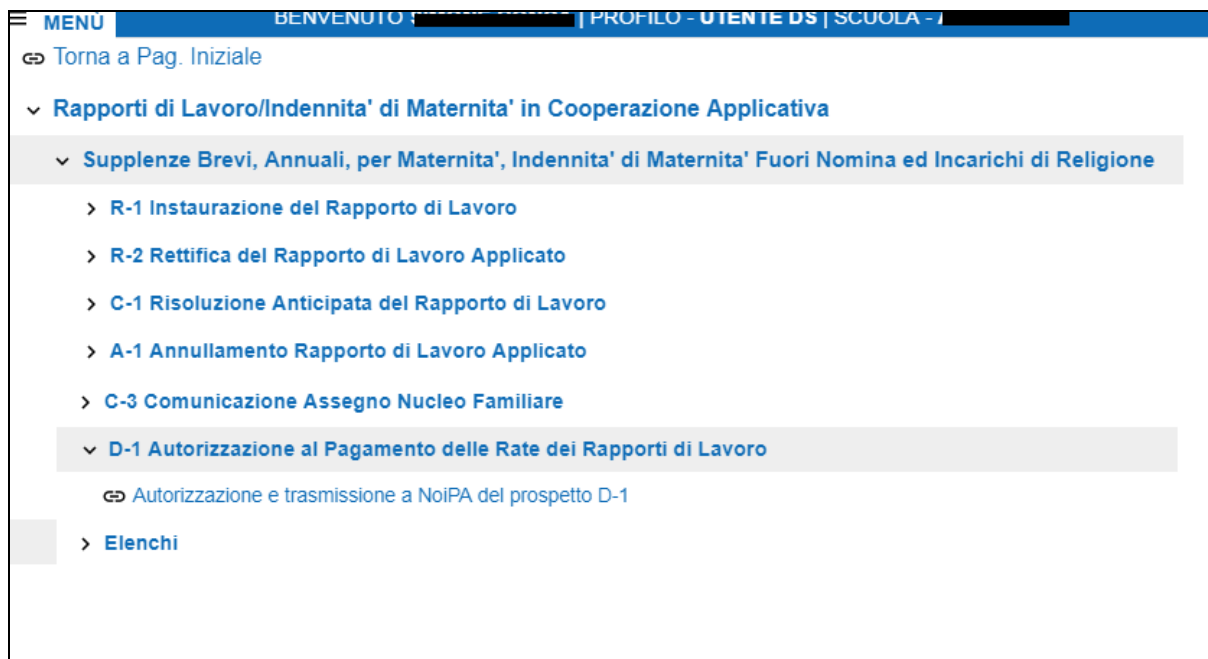 MENÙ BENVENUTO | PROFILO - UTENTE DS | SCUOLA -
Torna a Pag. Iniziale
Rapporti di Lavoro/Indennita' di Maternita' in Cooperazione Applicativa
Supplenze Brevi, Annuali, per Maternita', Indennita' di Maternita' Fuori Nomina ed Incarichi di Religione
R-1 Instaurazione del Rapporto di Lavoro
R-2 Rettifica del Rapporto di Lavoro Applicato
C-1 Risoluzione Anticipata del Rapporto di Lavoro
A-1 Annullamento Rapporto di Lavoro Applicato
C-3 Comunicazione Assegno Nucleo Familiare
D-1 Autorizzazione al Pagamento delle Rate dei Rapporti di Lavoro
Autorizzazione e trasmissione a NoiPA del prospetto D-1
Elenchi